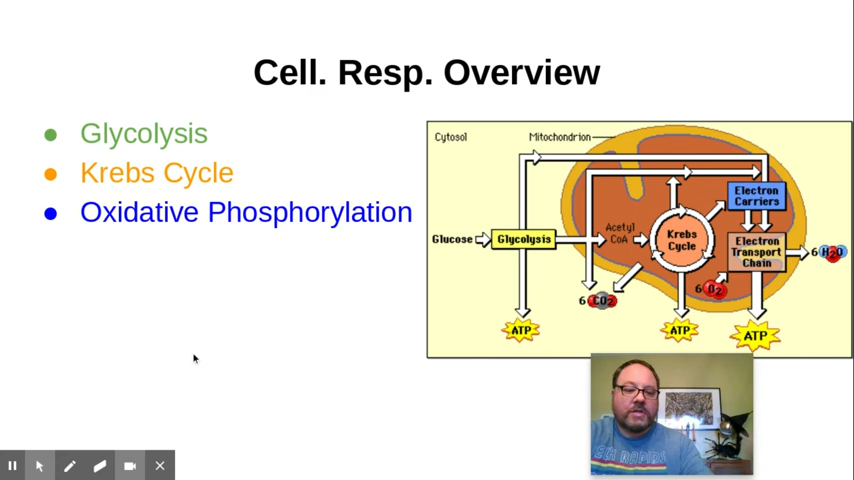 Cell. Resp. Overview
● Glycolysis
● Krebs Cycle
● Oxidative Phosphorylation
Cytosol
Mitochondrion
Electron
Carriers
Glucose
Glycolysis
Acetyl
CoA
Krebs
Cycle
Electron
Transport
Chain
6 H2O
6 CO2
6 O2
ATP
ATP
ATP